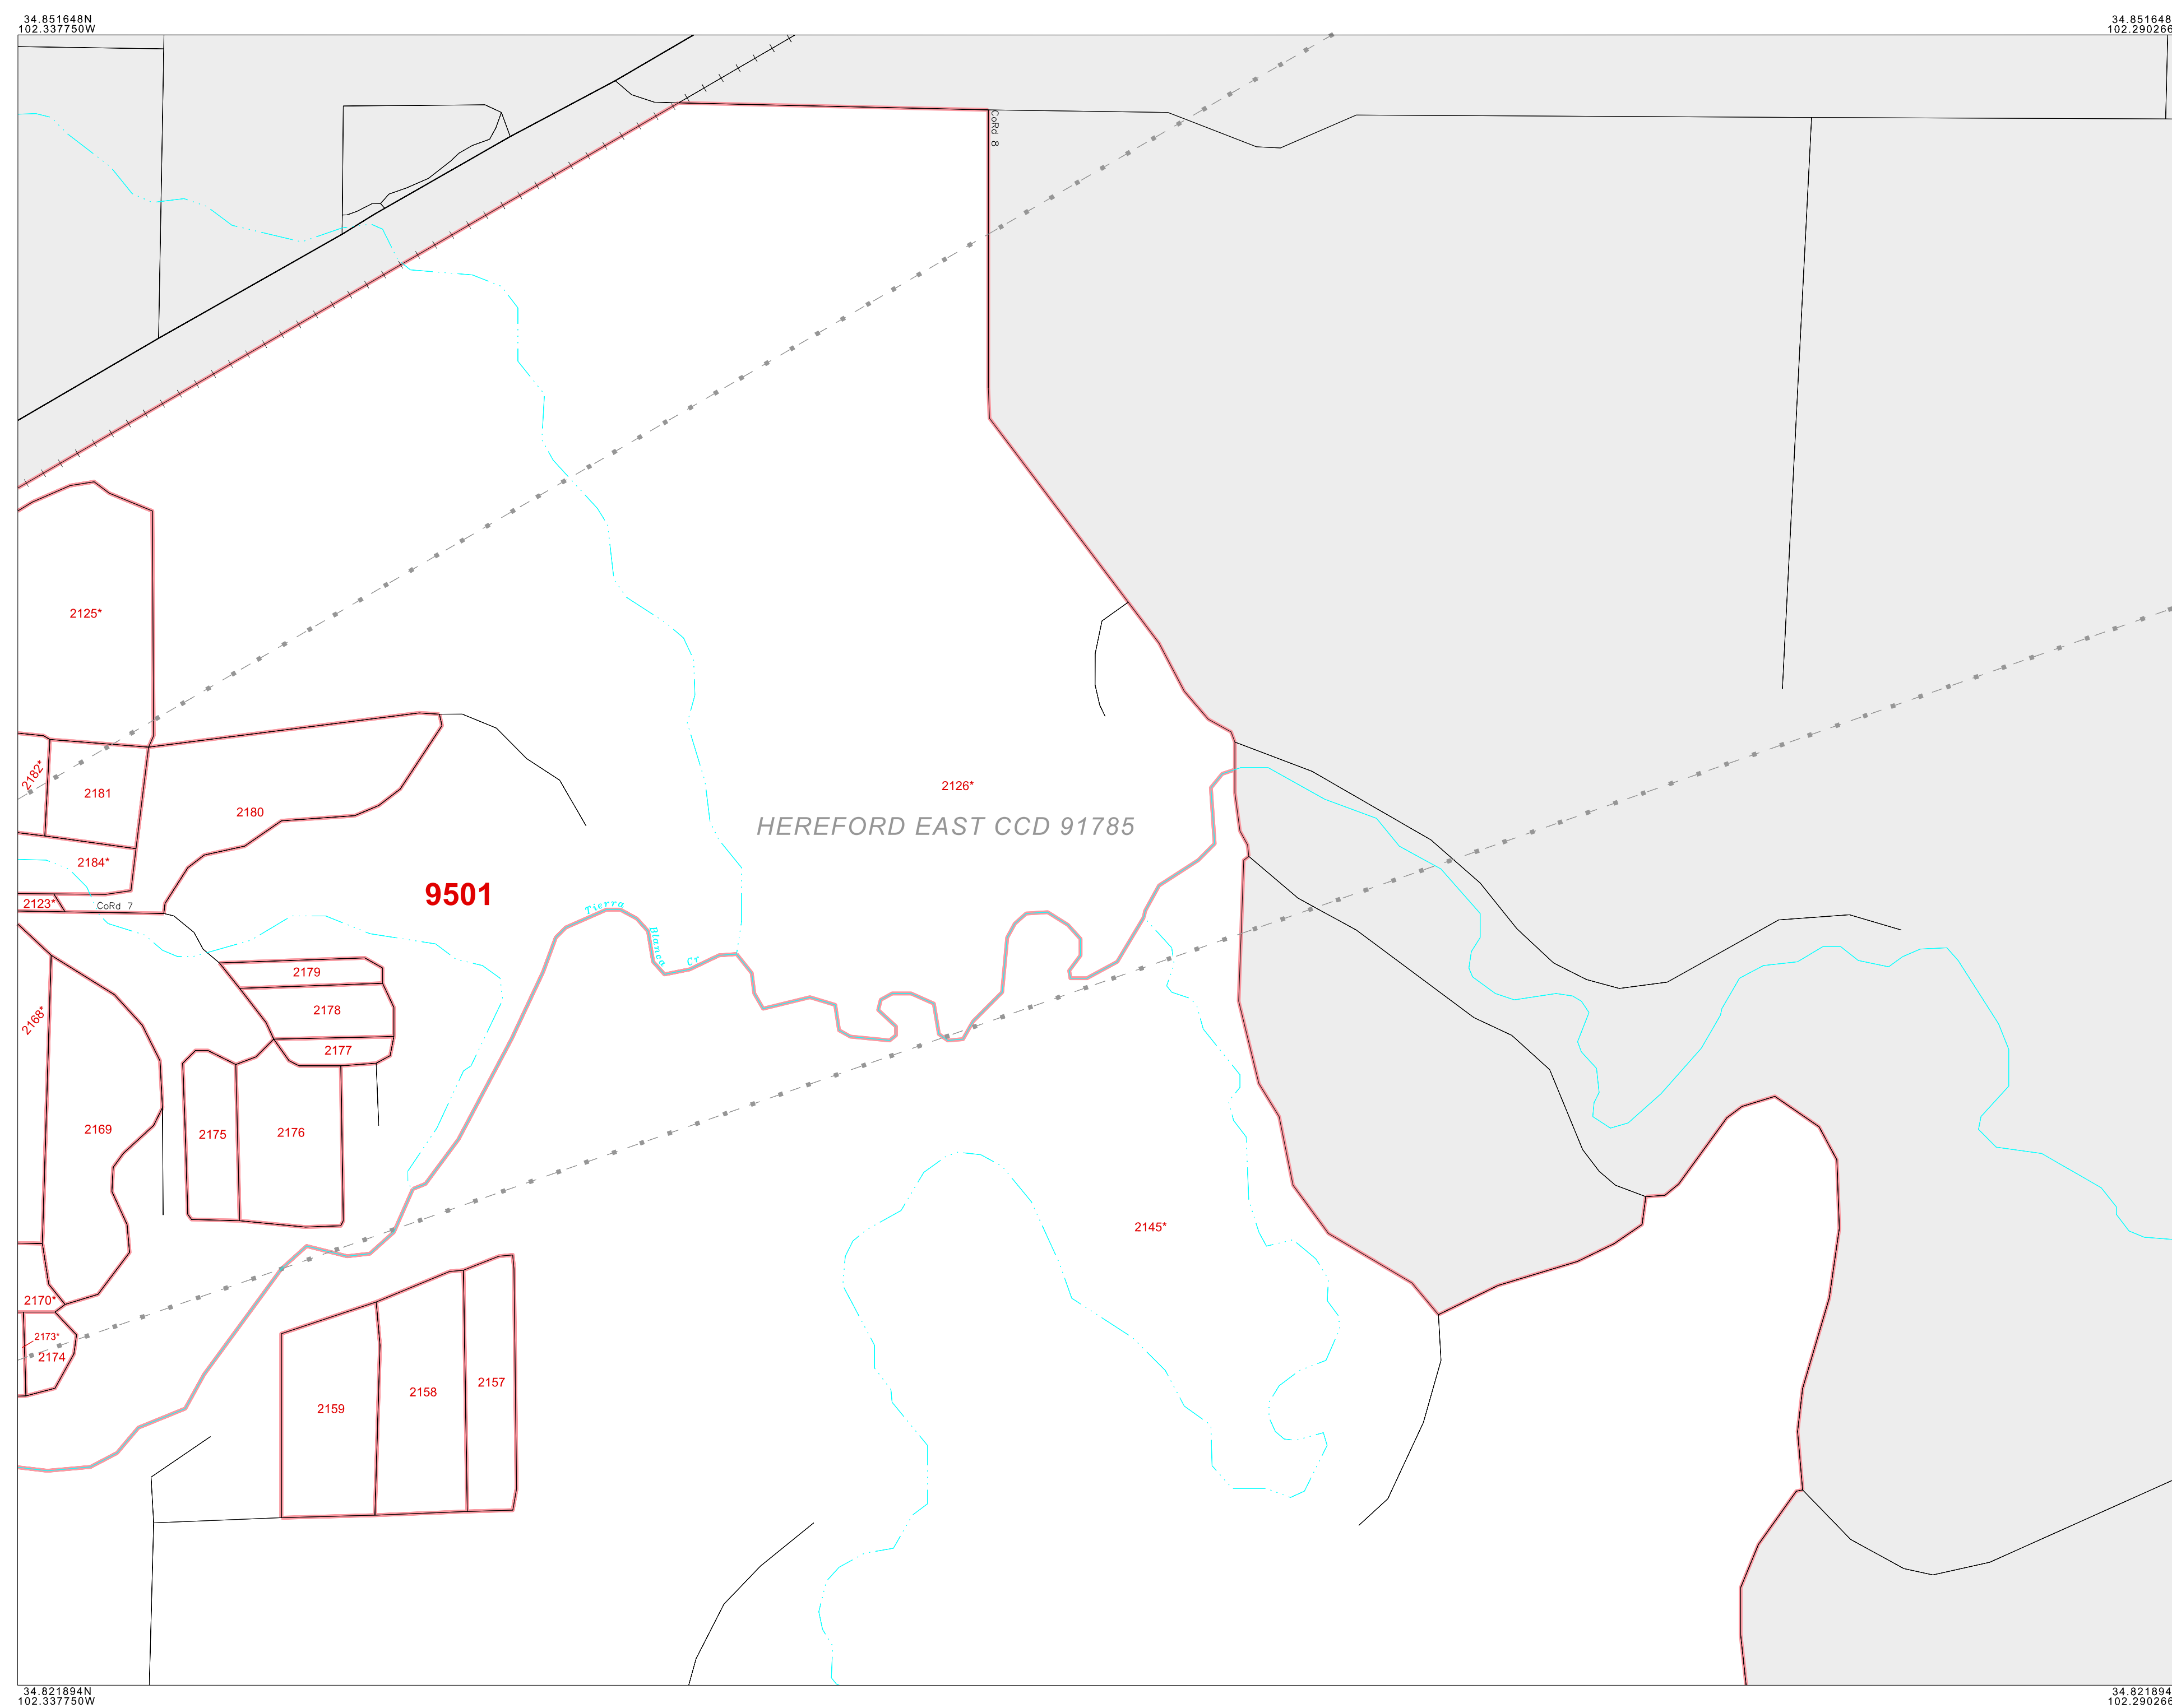 34.851648N
102.337750W
34.851648
102.290266
CoRd 8
2125*
2182*
2181
2180
2126*
HEREFORD EAST CCD 91785
2184*
9501
2123*
CoRd 7
Tierra
Blanca
Cr
2179
2178
2168*
2177
2169
2175
2176
2145*
2170*
2173*
2174
2157
2158
2159
34.821894N
102.337750W
34.821894
102.290266